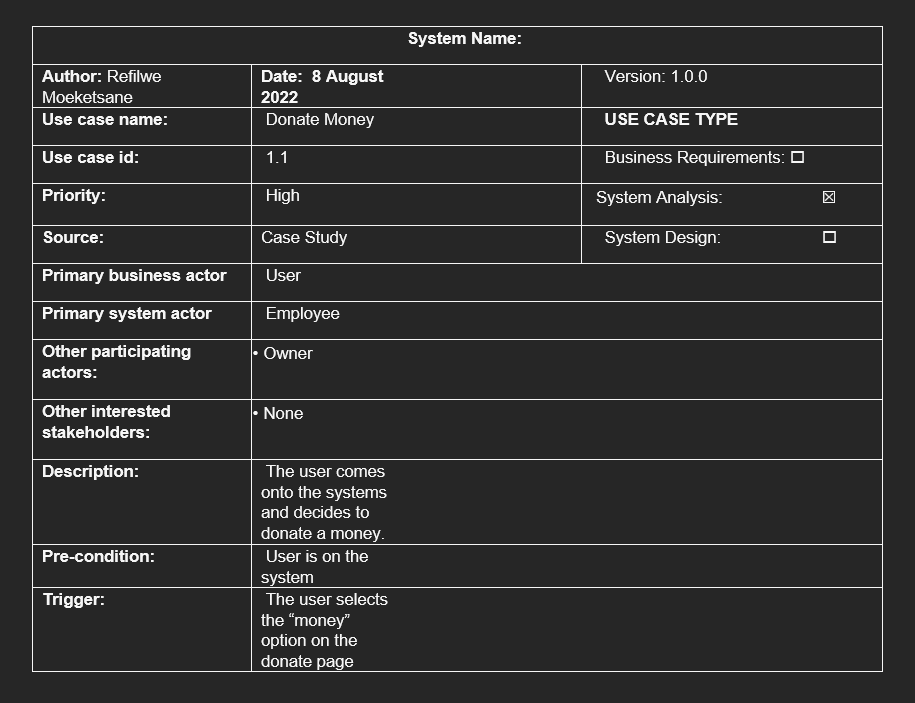 System Name:
Author: Refilwe
Moeketsane
Date:  8 August
2022
Version: 1.0.0
Use case name:
Donate Money
USE CASE TYPE
Use case id:
1.1
Business Requirements: ☐
Priority:
High
System Analysis: ☒
Source:
Case Study
System Design: ☐
Primary business actor
User
Primary system actor
Employee
Other participating
actors:
• Owner
Other interested
stakeholders:
• None
Description:
The user comes
onto the systems
and decides to
donate a money.
Pre-condition:
User is on the
system
Trigger:
The user selects
the “money”
option on the
donate page